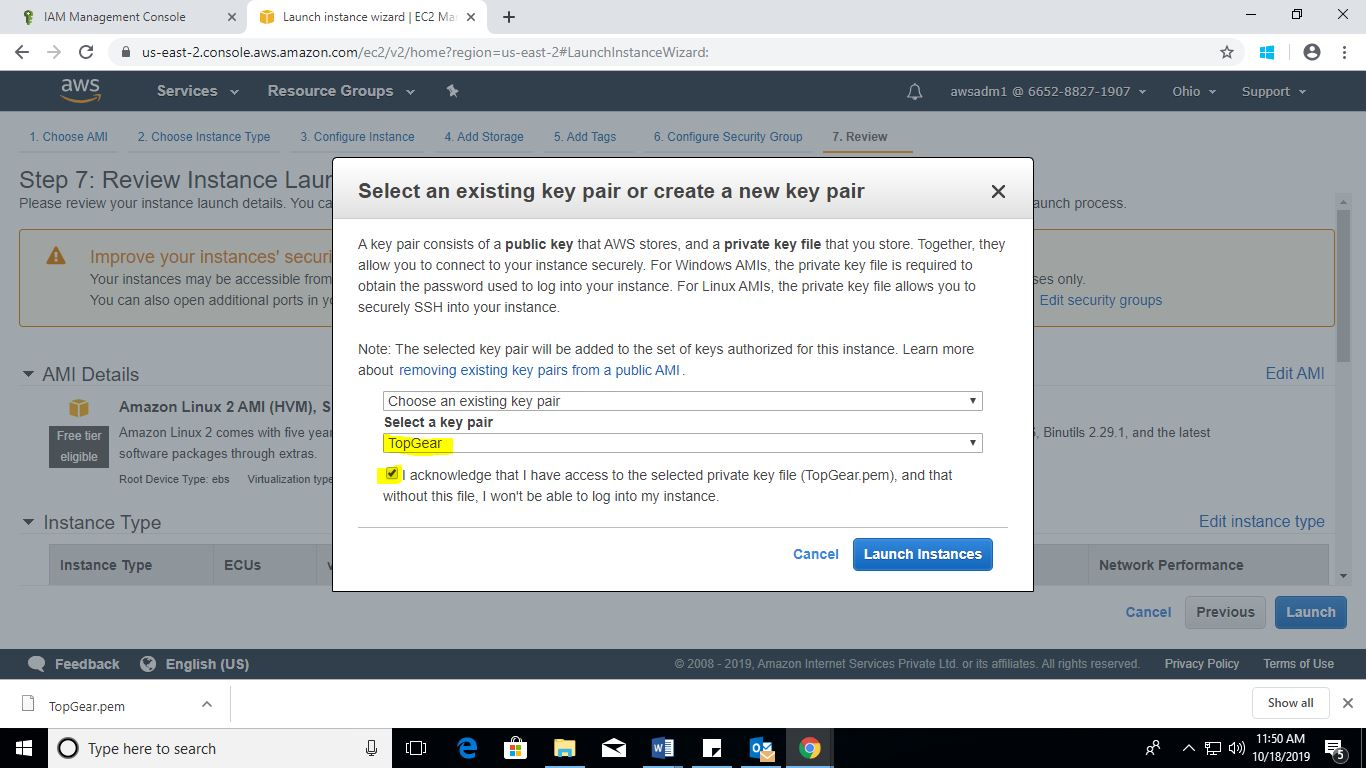 IAM Management Console
Launch instance wizard | EC2 Ma
us-east-2.console.aws.amazon.com/ec2/v2/home?region=us-east-2#LaunchInstanceWizard:
aws
Services
Resource Groups
awsadm1 @ 6652-8827-1907
Ohio
Support
1. Choose AMI
2. Choose Instance Type
3. Configure Instance
4. Add Storage
5. Add Tags
6. Configure Security Group
7. Review
Step 7: Review Instance Laun
Please review your instance launch details. You ca
aunch process.
Improve your instances' securi
Your instances may be accessible from
ses only.
You can also open additional ports in yo
Edit security groups
AMI Details
Edit AMI
Amazon Linux 2 AMI (HVM), S
Free tier
eligible
Amazon Linux 2 comes with five year
, Binutils 2.29.1, and the latest
software packages through extras.
Root Device Type: ebs
Virtualization type
Instance Type
Edit instance type
Instance Type
ECUs
Network Performance
Select an existing key pair or create a new key pair
A key pair consists of a public key that AWS stores, and a private key file that you store. Together, they
allow you to connect to your instance securely. For Windows AMIs, the private key file is required to
obtain the password used to log into your instance. For Linux AMIs, the private key file allows you to
securely SSH into your instance.
Note: The selected key pair will be added to the set of keys authorized for this instance. Learn more
about removing existing key pairs from a public AMI .
Choose an existing key pair
Select a key pair
TopGear
I acknowledge that I have access to the selected private key file (TopGear.pem), and that
without this file, I won't be able to log into my instance.
Cancel
Launch Instances
Cancel
Previous
Launch
Feedback
English (US)
© 2008 - 2019, Amazon Internet Services Private Ltd. or its affiliates. All rights reserved.
Privacy Policy
Terms of Use
TopGear.pem
Show all
Type here to search
11:50 AM
10/18/2019
5